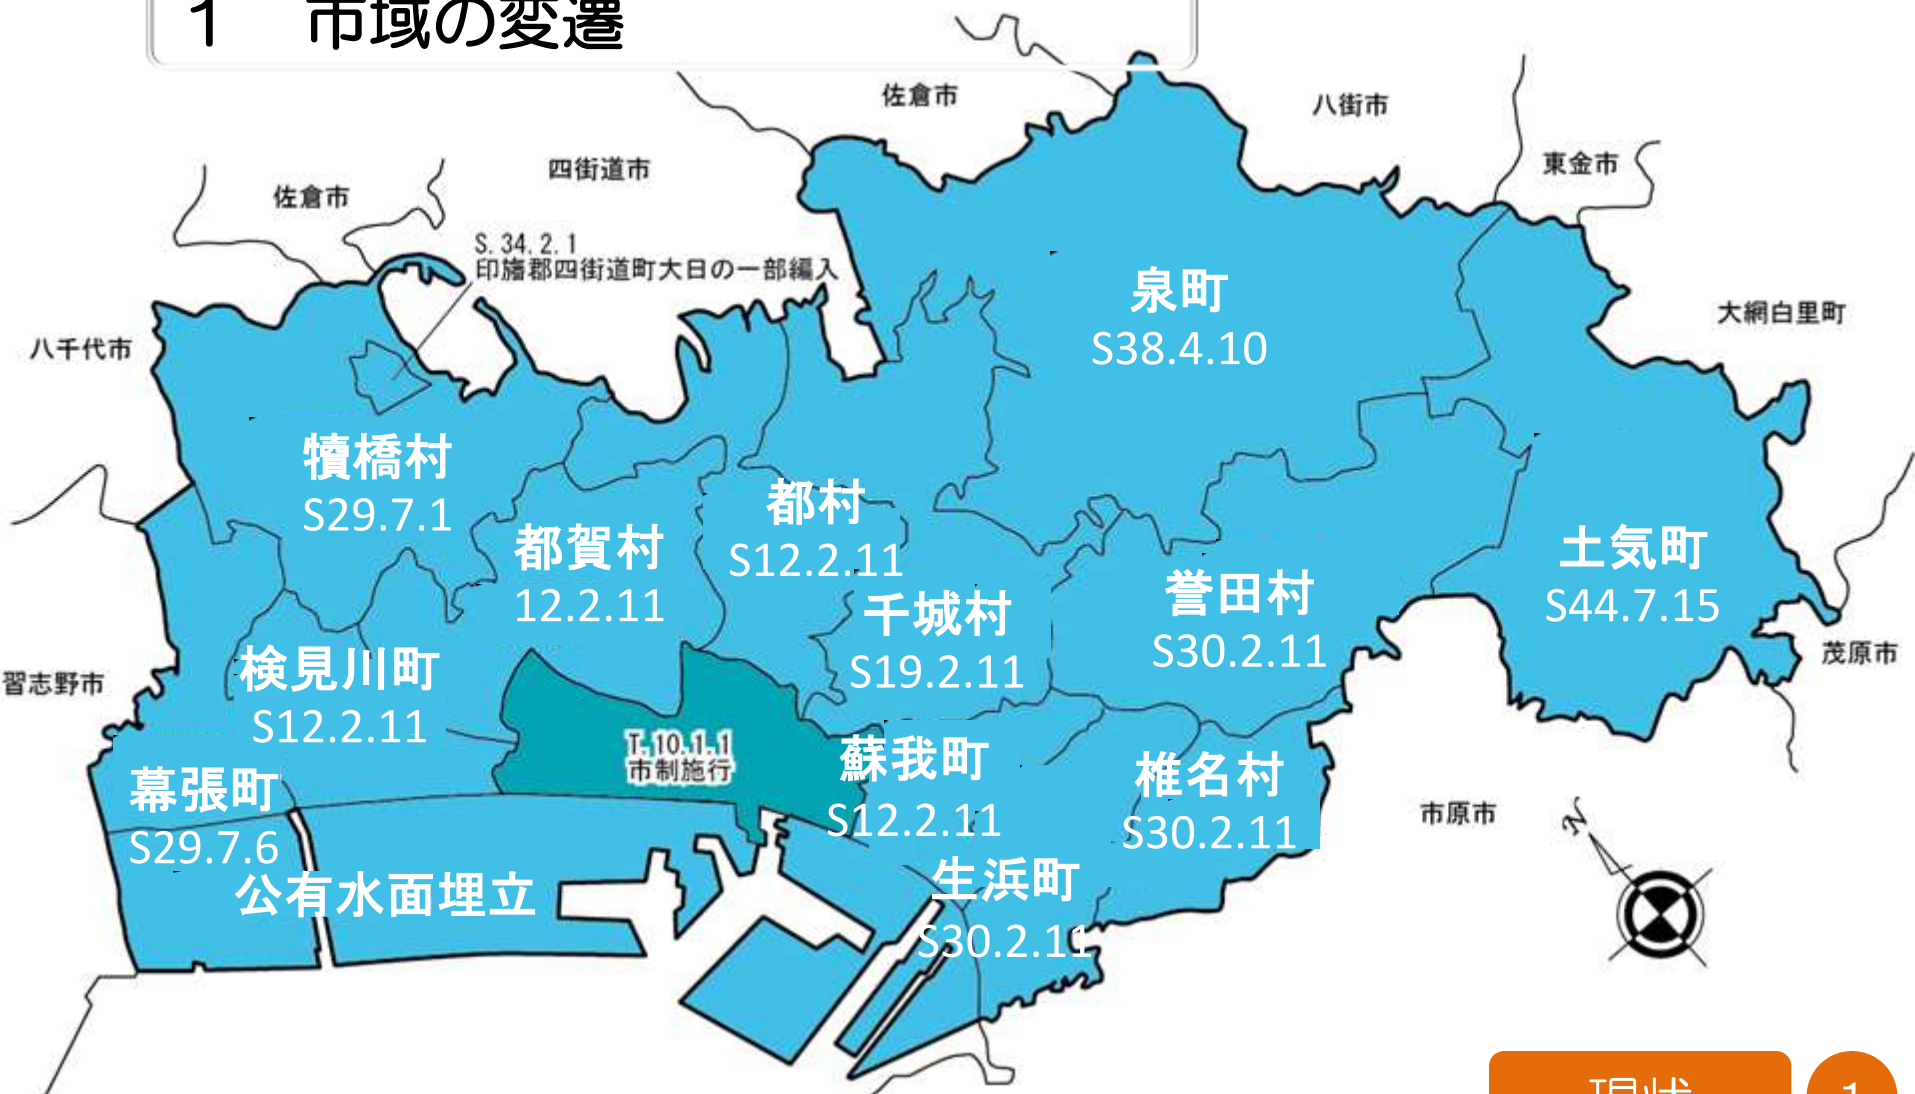 1　市域の変遷
佐倉市
八街市
東金市
四街道市
佐倉市
S.34.2.1
印旛郡四街道町大日の一部編入
大網白里町
八千代市
泉町
S38.4.10
犢橋村
S29.7.1
都村
S12.2.11
都賀村
12.2.11
土気町
S44.7.15
千城村
S19.2.11
誉田村
S30.2.11
茂原市
習志野市
検見川町
S12.2.11
T.10.1.1
市制施行
蘇我町
S12.2.11
椎名村
S30.2.11
幕張町
S29.7.6
市原市
N
公有水面埋立
生浜町
S30.2.11
現状
1